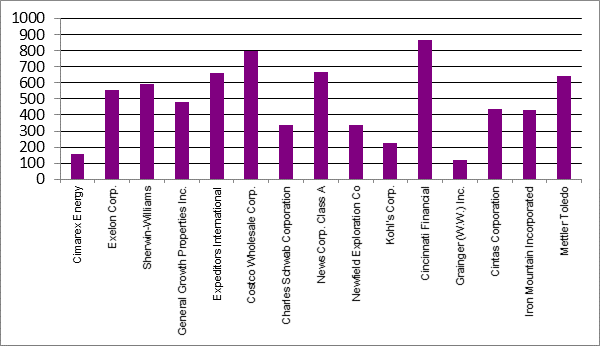 1000
900
800
700
600
500
400
300
200
100
0
Cimarex Energy
Exelon Corp.
Sherwin-Williams
General Growth Properties Inc.
Expeditors International
Costco Wholesale Corp.
Charles Schwab Corporation
News Corp. Class A
Newfield Exploration Co
Kohl's Corp.
Cincinnati Financial
Grainger (W.W.) Inc.
Cintas Corporation
Iron Mountain Incorporated
Mettler Toledo